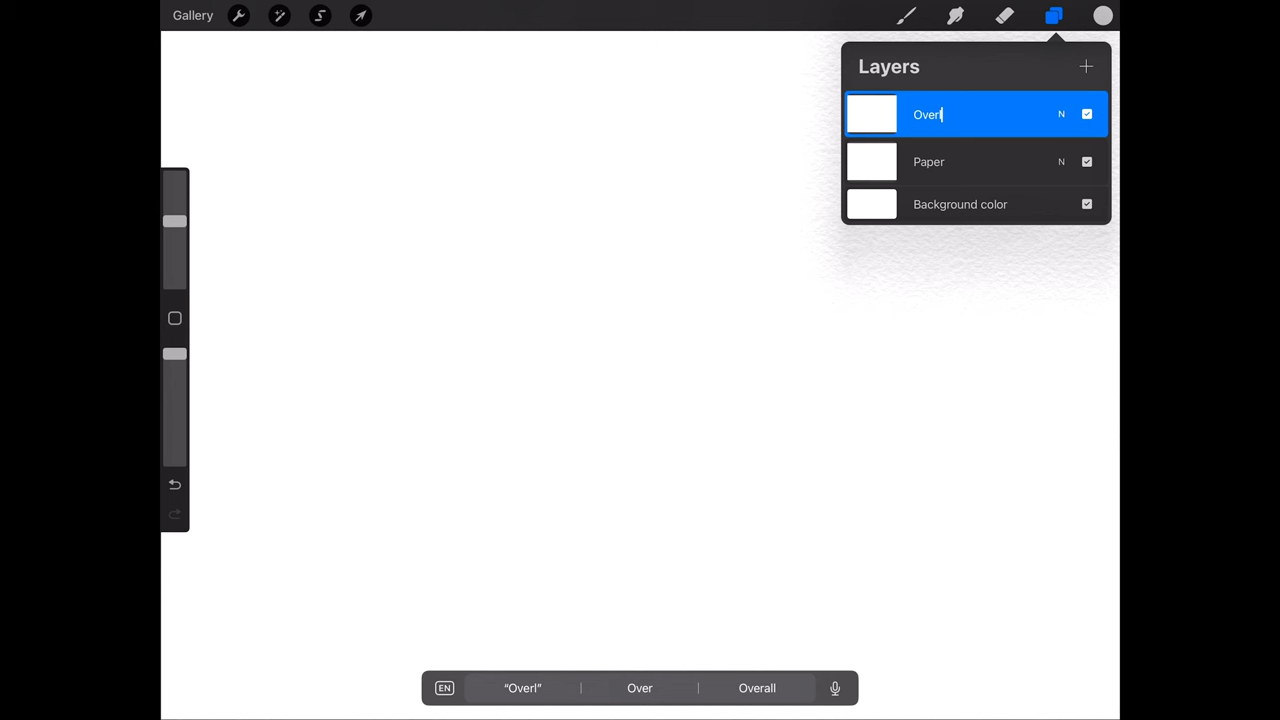 Gallery
Layers
Overl N
Paper N
Background color
EN “Overl” Over Overall